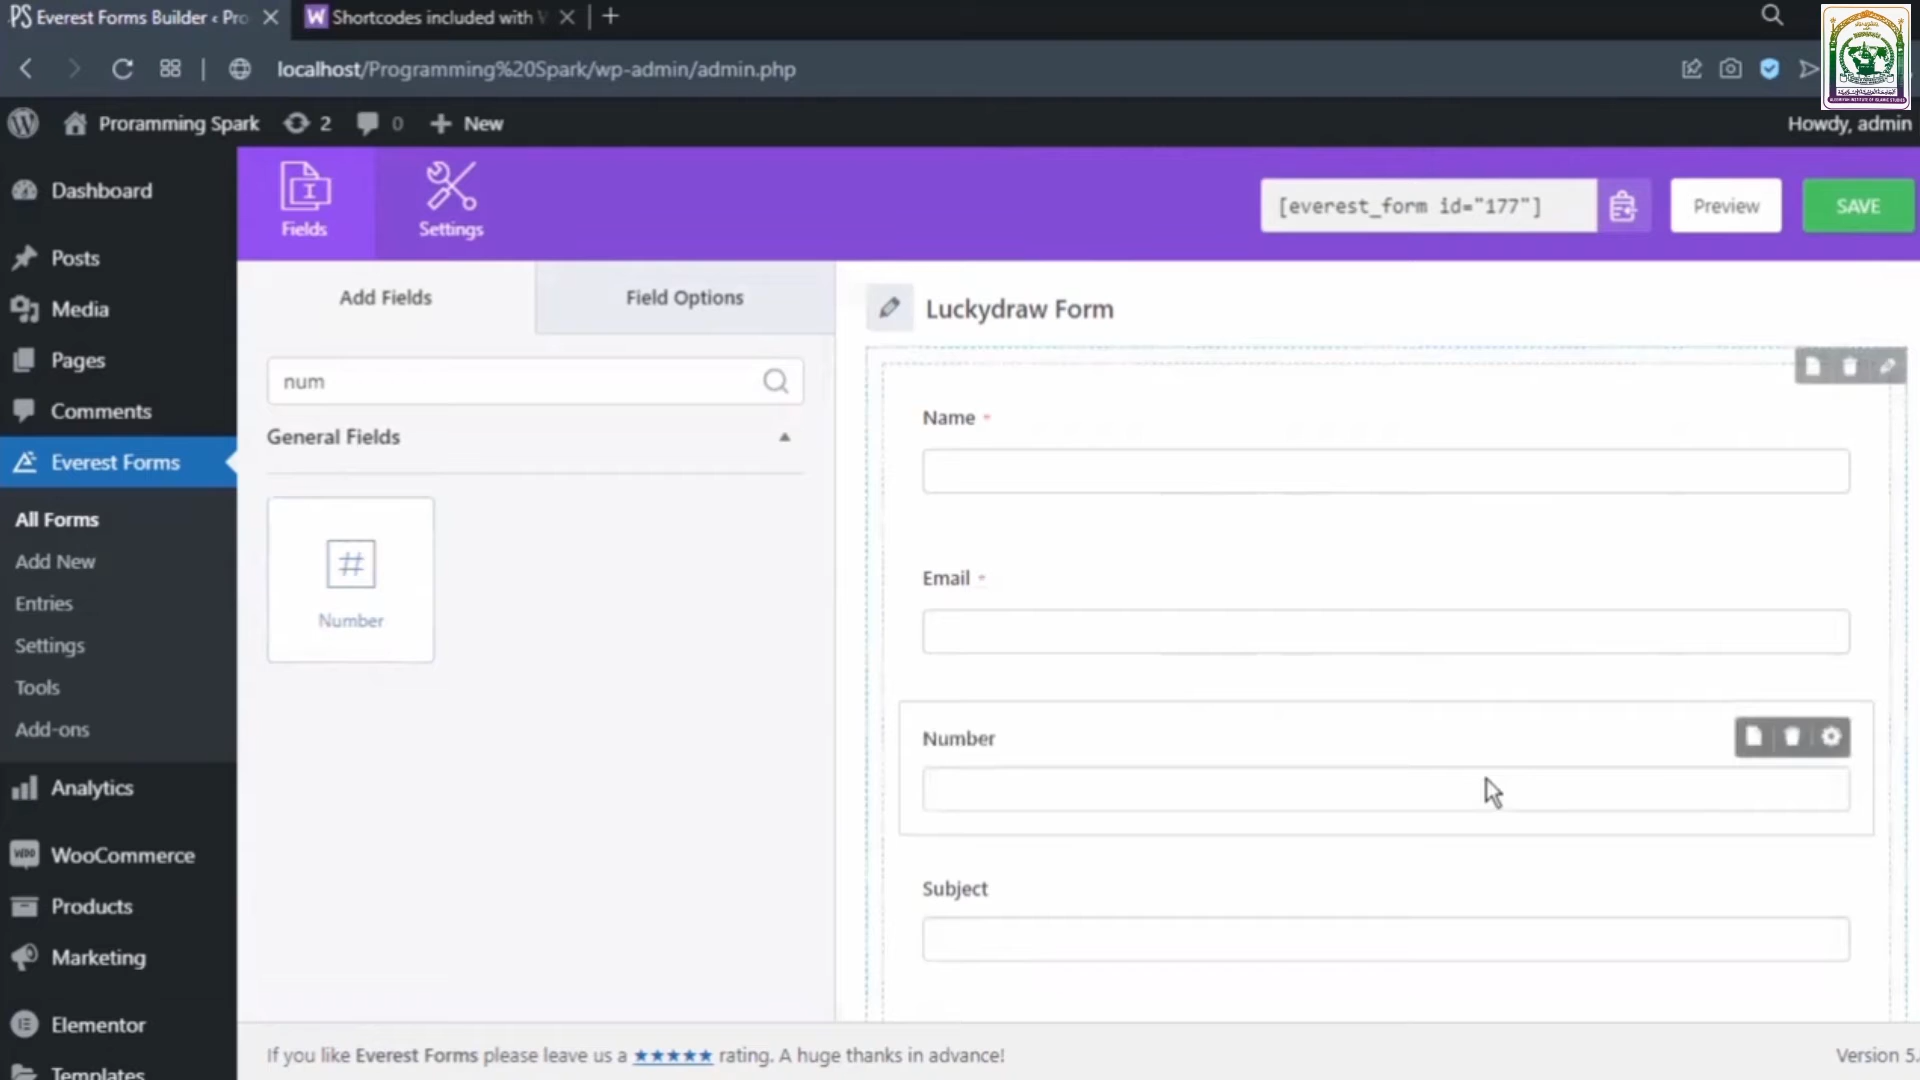 PS Everest Forms Builder ‹ Pro
W Shortcodes included with
localhost/Programming%20Spark/wp-admin/admin.php
Proramming Spark
2
0
New
Howdy, admin
Dashboard
Posts
Media
Pages
Comments
Everest Forms
All Forms
Add New
Entries
Settings
Tools
Add-ons
Analytics
WooCommerce
Products
Marketing
Elementor
Templates
Fields
Settings
[everest_form id="177"]
Preview
SAVE
Add Fields
Field Options
num
General Fields
Number
Luckydraw Form
Name *
Email *
Number
Subject
If you like Everest Forms please leave us a ★★★★★ rating. A huge thanks in advance!
Version 5.